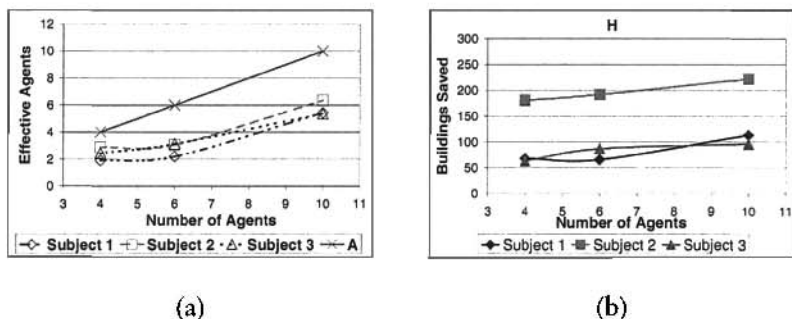 12
10
8
6
4
2
0
Effective Agents
3 4 5 6 7 8 9 10 11
Number of Agents
Subject 1 Subject 2 Subject 3 A
(a)
H
300
250
200
150
100
50
0
Buildings Saved
3 4 5 6 7 8 9 10 11
Number of Agents
Subject 1 Subject 2 Subject 3
(b)